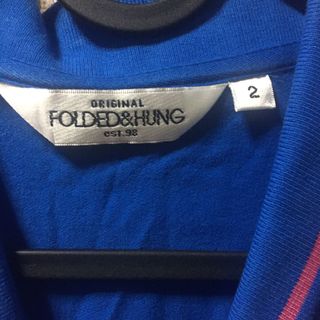 ORIGINAL
FOLDED&HUNG
est.98
2